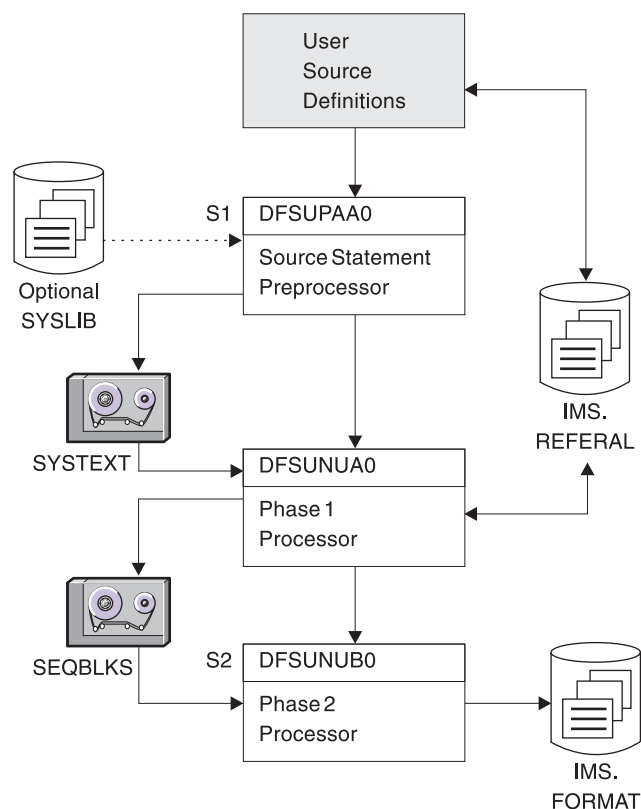 User
Source
Definitions
S1
DFSUPAA0
Source Statement
Preprocessor
Optional
SYSLIB
IMS.
REFERAL
SYSTEXT
DFSUNUA0
Phase 1
Processor
SEQBLKS
S2
DFSUNUB0
Phase 2
Processor
IMS.
FORMAT